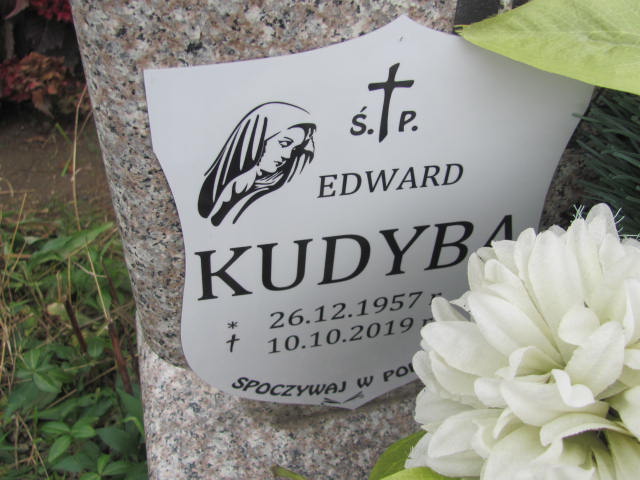 Ś. P.
EDWARD
KUDYBA
* 26.12.1957 r
† 10.10.2019 r
SPOCZYWAJ W